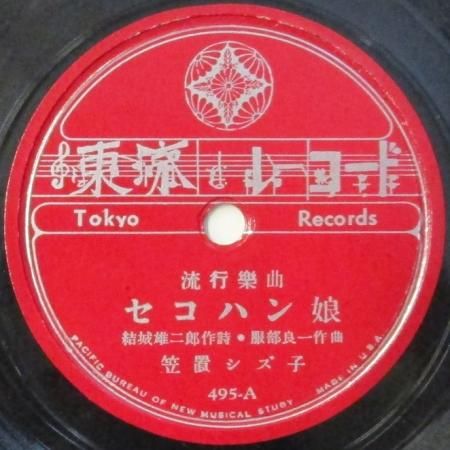 東京レコード
Tokyo Records
流行樂曲
セコハン娘
結城雄二郎作詩・服部良一作曲
笠置シズ子
495-A
PACIFIC BUREAU OF NEW MUSICAL STUDY MADE IN U.S.A.